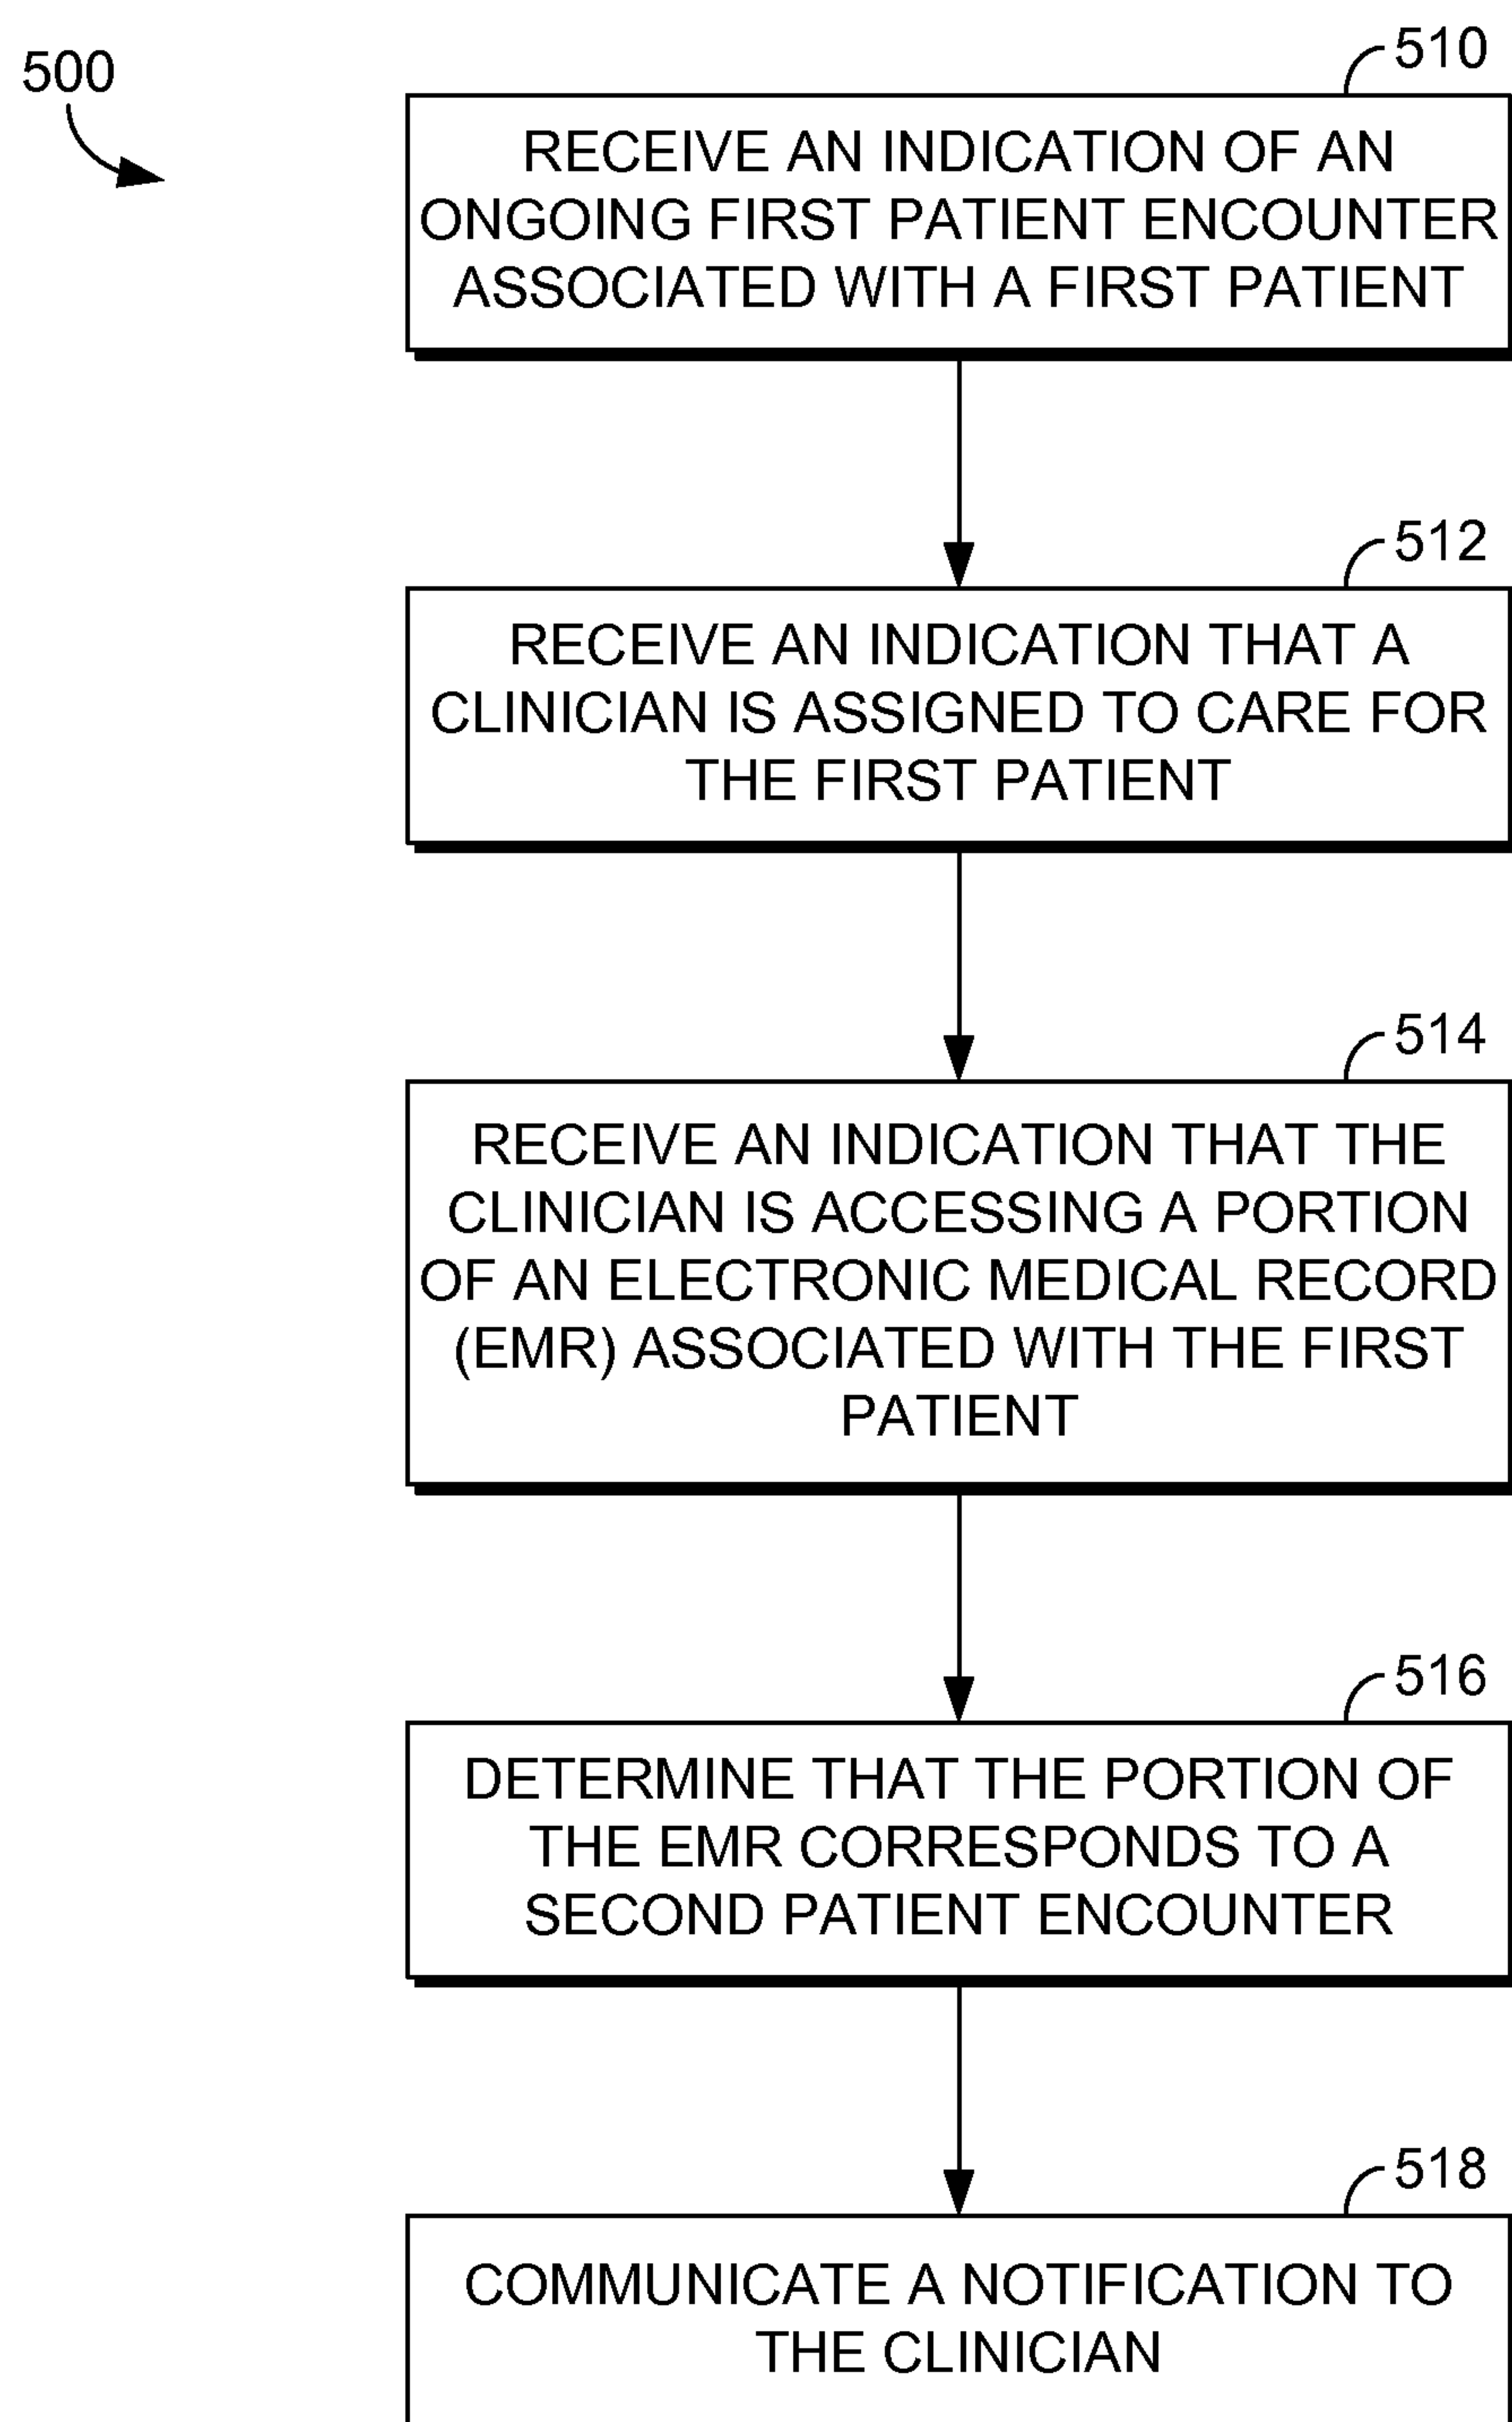 500
510
RECEIVE AN INDICATION OF AN
ONGOING FIRST PATIENT ENCOUNTER
ASSOCIATED WITH A FIRST PATIENT
512
RECEIVE AN INDICATION THAT A
CLINICIAN IS ASSIGNED TO CARE FOR
THE FIRST PATIENT
514
RECEIVE AN INDICATION THAT THE
CLINICIAN IS ACCESSING A PORTION
OF AN ELECTRONIC MEDICAL RECORD
(EMR) ASSOCIATED WITH THE FIRST
PATIENT
516
DETERMINE THAT THE PORTION OF
THE EMR CORRESPONDS TO A
SECOND PATIENT ENCOUNTER
518
COMMUNICATE A NOTIFICATION TO
THE CLINICIAN